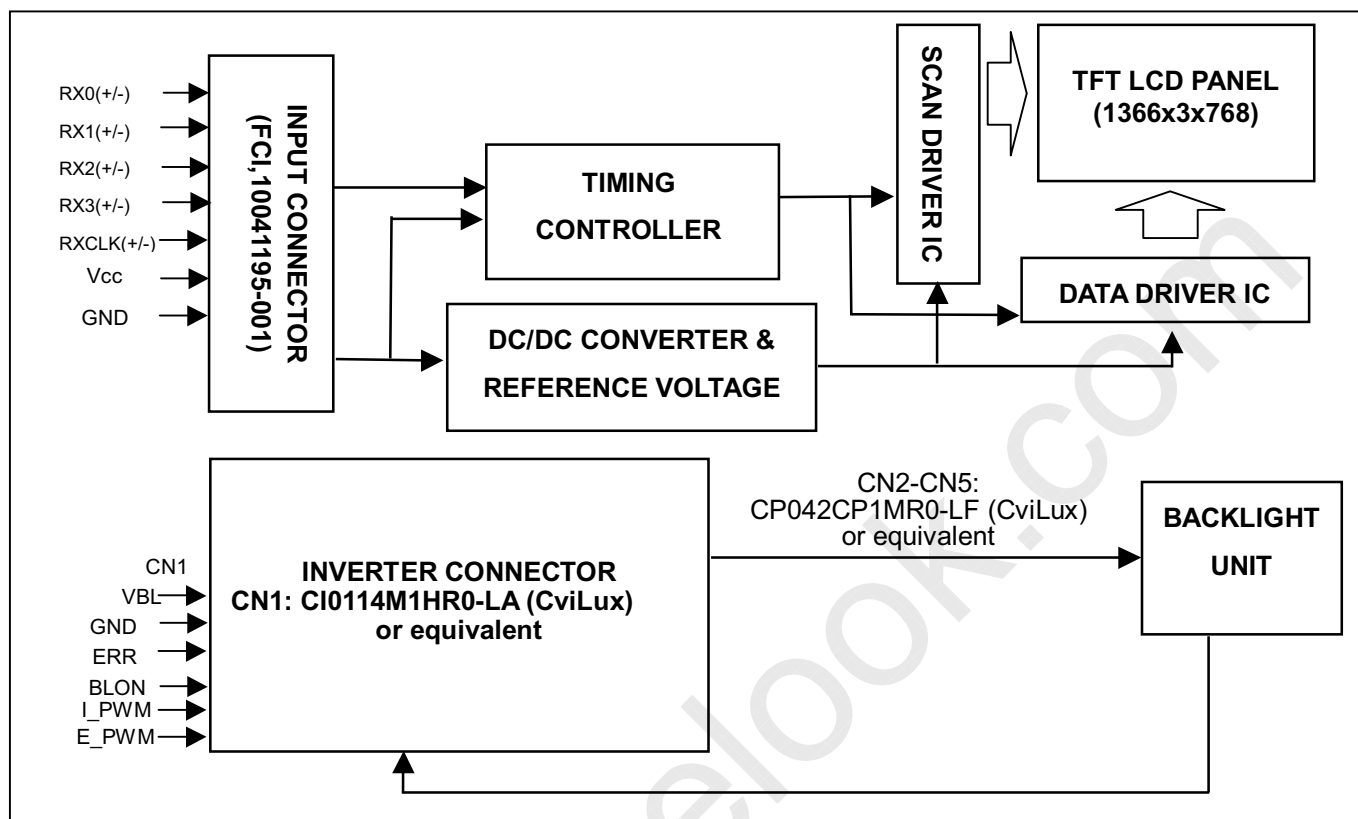 RX0(+/-)
RX1(+/-)
RX2(+/-)
RX3(+/-)
RXCLK(+/-)
Vcc
GND
INPUT CONNECTOR
(FCI,10041195-001)
TIMING
CONTROLLER
DC/DC CONVERTER &
REFERENCE VOLTAGE
SCAN DRIVER IC
TFT LCD PANEL
(1366x3x768)
DATA DRIVER IC
CN1
VBL
GND
ERR
BLON
I_PWM
E_PWM
INVERTER CONNECTOR
CN1: CI0114M1HR0-LA (CviLux)
or equivalent
CN2-CN5:
CP042CP1MR0-LF (CviLux)
or equivalent
BACKLIGHT
UNIT
elook.com